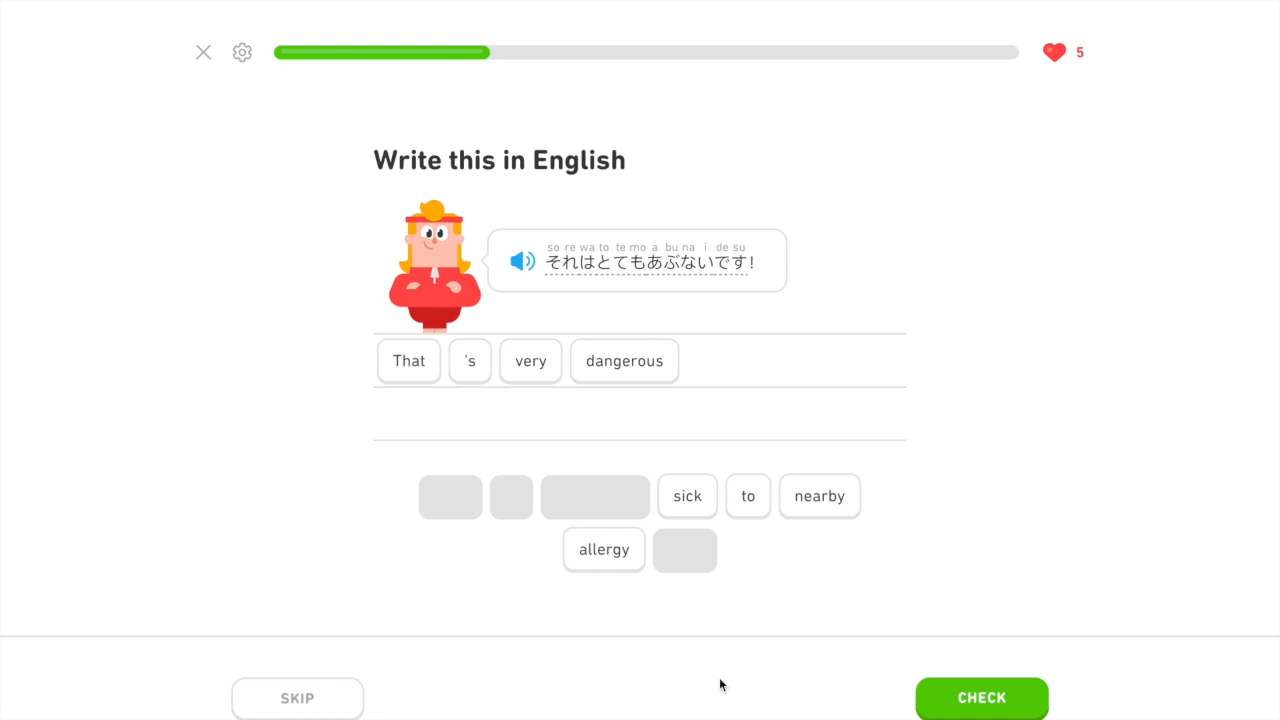 5
Write this in English
so re wa to te mo a bu na i de su
それはとてもあぶないです!
That 's very dangerous
sick to nearby
allergy
SKIP CHECK